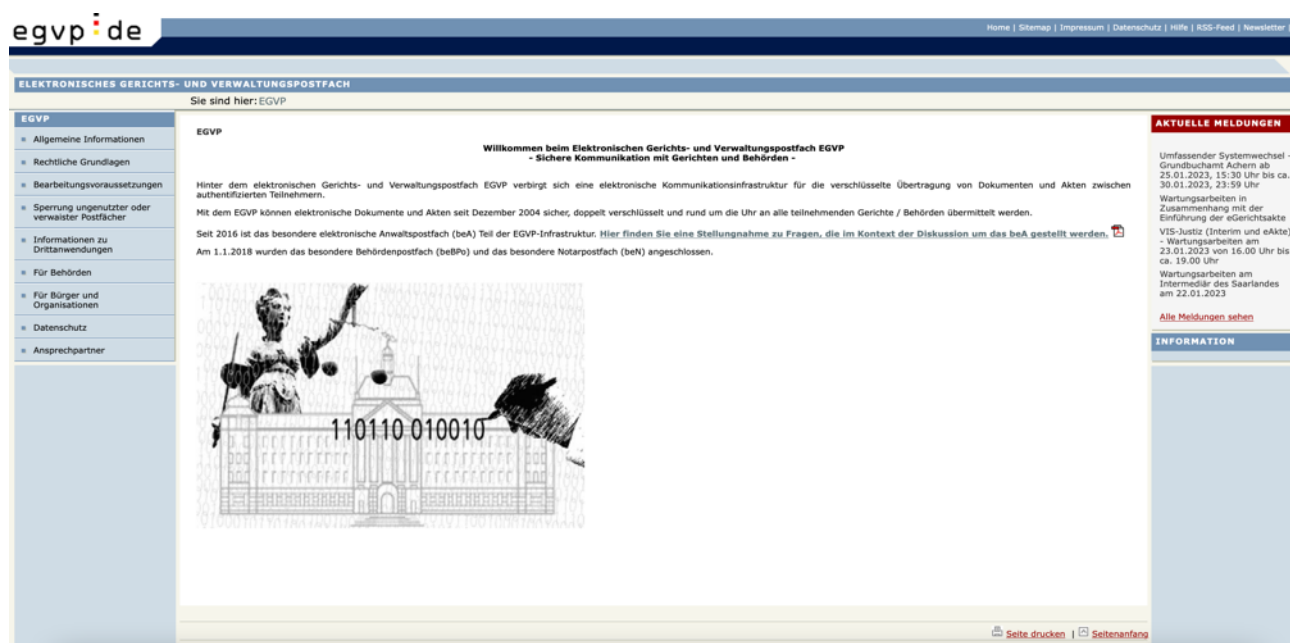 egvp de
Home | Sitemap | Impressum | Datenschutz | Hilfe | RSS-Feed | Newsletter |
ELEKTRONISCHES GERICHTS- UND VERWALTUNGSPOSTFACH
Sie sind hier: EGVP
EGVP
Allgemeine Informationen
Rechtliche Grundlagen
Bearbeitungsvoraussetzungen
Sperrung ungenutzter oder
verwaister Postfächer
Informationen zu
Drittanwendungen
Für Behörden
Für Bürger und
Organisationen
Datenschutz
Ansprechpartner
EGVP
Willkommen beim Elektronischen Gerichts- und Verwaltungspostfach EGVP
- Sichere Kommunikation mit Gerichten und Behörden -
Hinter dem elektronischen Gerichts- und Verwaltungspostfach EGVP verbirgt sich eine elektronische Kommunikationsinfrastruktur für die verschlüsselte Übertragung von Dokumenten und Akten zwischen
authentifizierten Teilnehmern.
Mit dem EGVP können elektronische Dokumente und Akten seit Dezember 2004 sicher, doppelt verschlüsselt und rund um die Uhr an alle teilnehmenden Gerichte / Behörden übermittelt werden.
Seit 2016 ist das besondere elektronische Anwaltspostfach (beA) Teil der EGVP-Infrastruktur. Hier finden Sie eine Stellungnahme zu Fragen, die im Kontext der Diskussion um das beA gestellt werden.
Am 1.1.2018 wurden das besondere Behördenpostfach (beBPo) und das besondere Notarpostfach (beN) angeschlossen.
110110 010010
AKTUELLE MELDUNGEN
Umfassender Systemwechsel -
Grundbuchamt Achern ab
25.01.2023, 15:30 Uhr bis ca.
30.01.2023, 23:59 Uhr
Wartungsarbeiten in
Zusammenhang mit der
Einführung der eGerichtsakte
VIS-Justiz (Interim und eAkte)
- Wartungsarbeiten am
23.01.2023 von 16.00 Uhr bis
ca. 19.00 Uhr
Wartungsarbeiten am
Intermediär des Saarlandes
am 22.01.2023
Alle Meldungen sehen
INFORMATION
Seite drucken | Seitenanfang